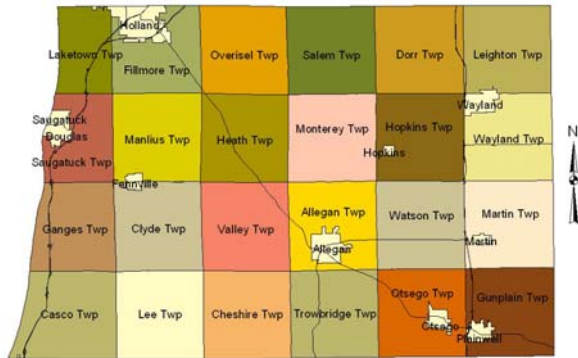 Holland
Laketown Twp
Fillmore Twp
Overisel Twp
Salem Twp
Dorr Twp
Leighton Twp
Wayland
Saugatuck
Douglas
Saugatuck Twp
Manlius Twp
Heath Twp
Monterey Twp
Hopkins Twp
Hopkins
Wayland Twp
N
Fennville
Ganges Twp
Clyde Twp
Valley Twp
Allegan Twp
Allegan
Watson Twp
Martin Twp
Martin
Casco Twp
Lee Twp
Cheshire Twp
Trowbridge Twp
Otsego Twp
Otsego
Gunplain Twp
Plainwell